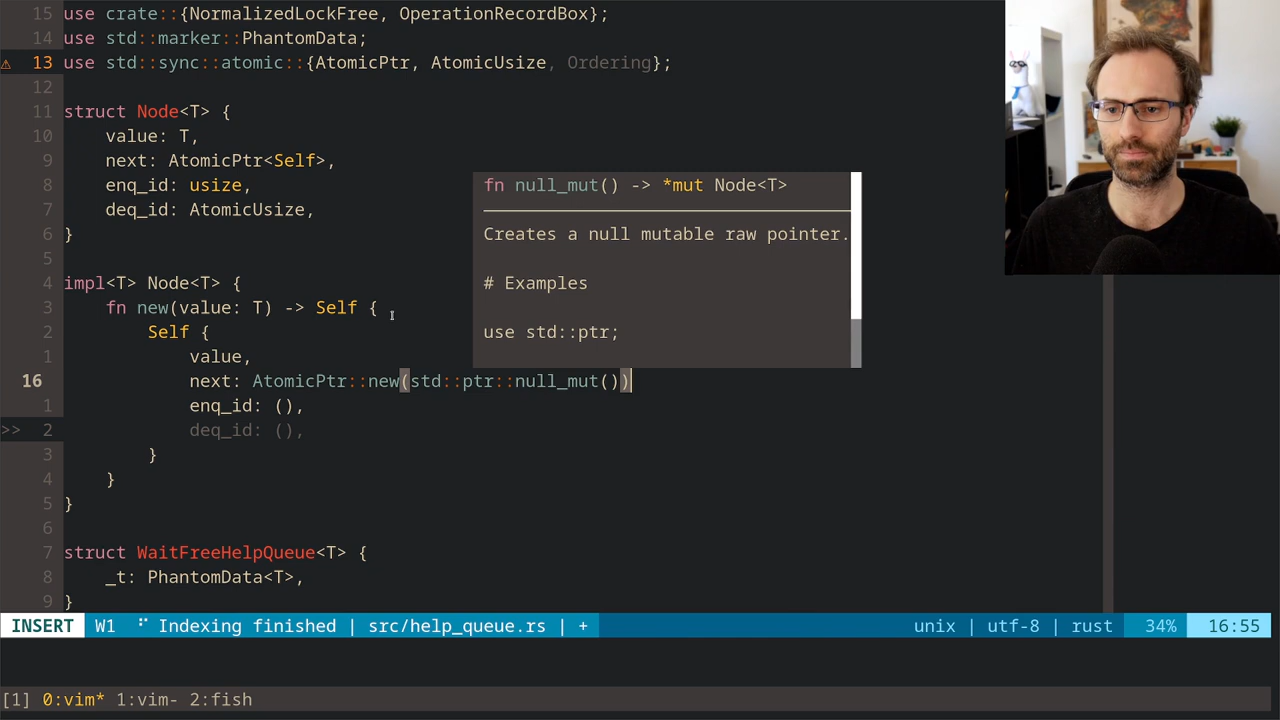 15 use crate::{NormalizedLockFree, OperationRecordBox};
14 use std::marker::PhantomData;
⚠ 13 use std::sync::atomic::{AtomicPtr, AtomicUsize, Ordering};
12
11 struct Node<T> {
10 value: T,
9 next: AtomicPtr<Self>,
8 enq_id: usize,
7 deq_id: AtomicUsize,
6 }
5
4 impl<T> Node<T> {
3 fn new(value: T) -> Self {
2 Self {
1 value,
16 next: AtomicPtr::new(std::ptr::null_mut())
1 enq_id: (),
>> 2 deq_id: (),
3 }
4 }
5 }
6
7 struct WaitFreeHelpQueue<T> {
8 _t: PhantomData<T>,
9 }
fn null_mut() -> *mut Node<T>
Creates a null mutable raw pointer.
# Examples
use std::ptr;
INSERT W1 ⠋ Indexing finished | src/help_queue.rs | + unix | utf-8 | rust 34% 16:55
[1] 0:vim* 1:vim- 2:fish